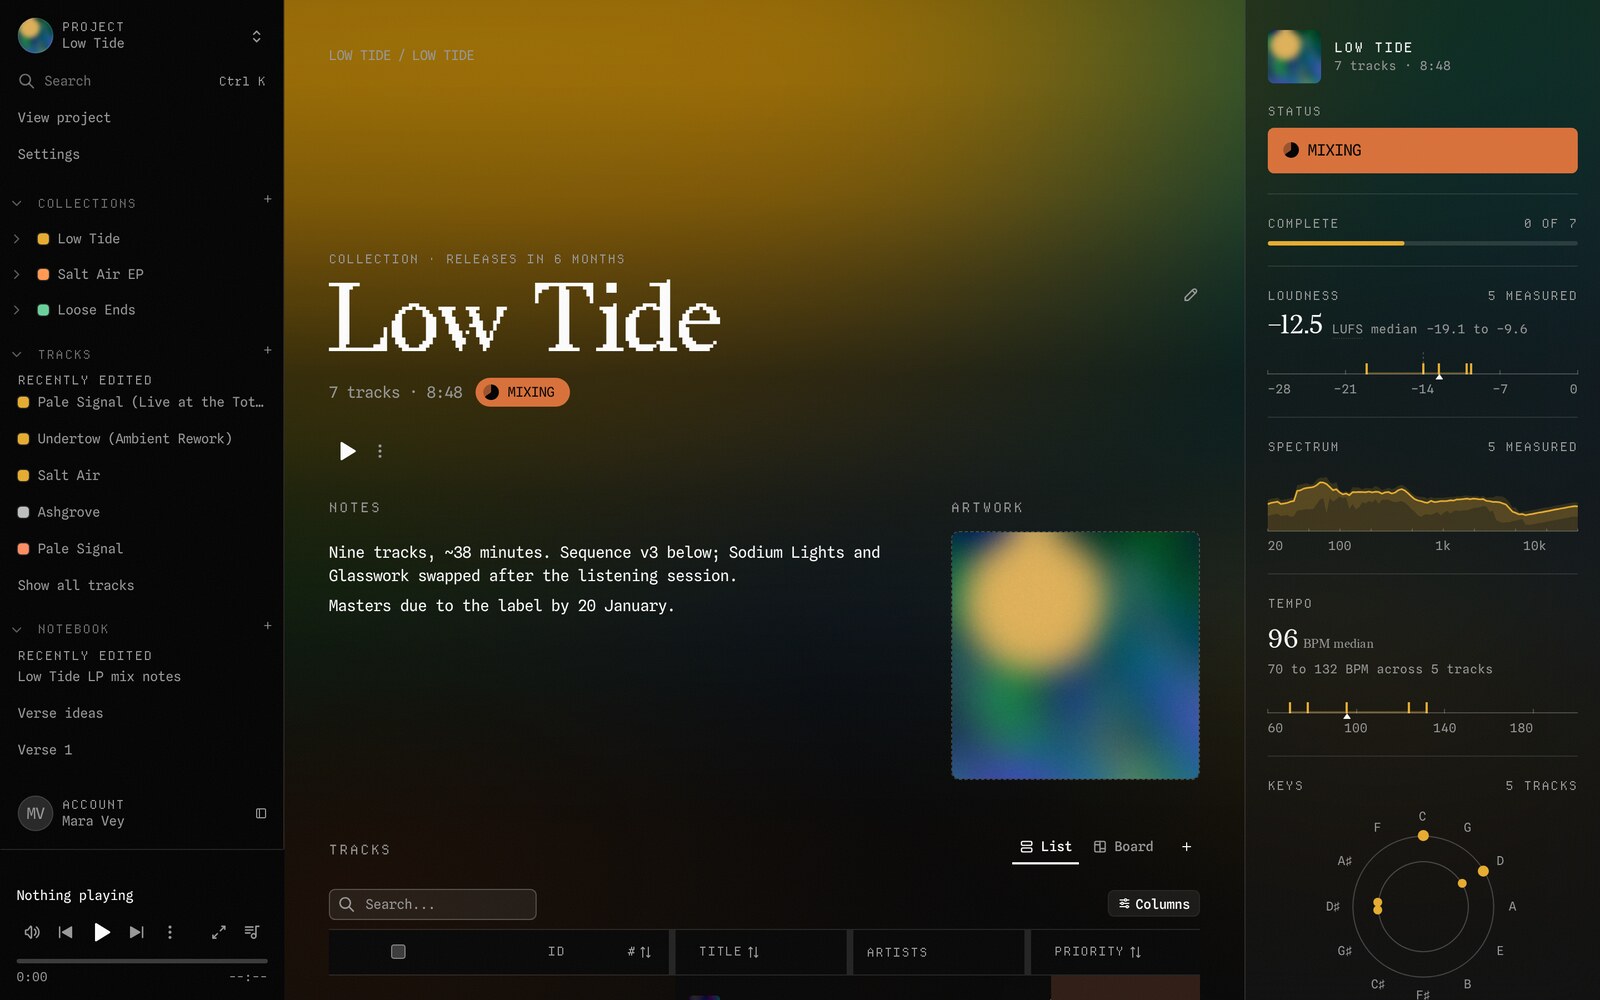 PROJECT
Low Tide
Search Ctrl K
View project
Settings
COLLECTIONS +
Low Tide
Salt Air EP
Loose Ends
TRACKS +
RECENTLY EDITED
Pale Signal (Live at the Tot…
Undertow (Ambient Rework)
Salt Air
Ashgrove
Pale Signal
Show all tracks
NOTEBOOK +
RECENTLY EDITED
Low Tide LP mix notes
Verse ideas
Verse 1
MV
ACCOUNT
Mara Vey
Nothing playing
0:00 --:--
LOW TIDE / LOW TIDE
COLLECTION · RELEASES IN 6 MONTHS
Low Tide
7 tracks · 8:48 MIXING
NOTES
Nine tracks, ~38 minutes. Sequence v3 below; Sodium Lights and
Glasswork swapped after the listening session.
Masters due to the label by 20 January.
ARTWORK
TRACKS
List Board +
Search...
Columns
ID # TITLE ARTISTS PRIORITY
LOW TIDE
7 tracks · 8:48
STATUS
MIXING
COMPLETE 0 OF 7
LOUDNESS 5 MEASURED
−12.5 LUFS median −19.1 to −9.6
−28 −21 −14 −7 0
SPECTRUM 5 MEASURED
20 100 1k 10k
TEMPO
96 BPM median
70 to 132 BPM across 5 tracks
60 100 140 180
KEYS 5 TRACKS
C
F G
A♯ D
D♯ A
G♯ E
C♯ B
F♯